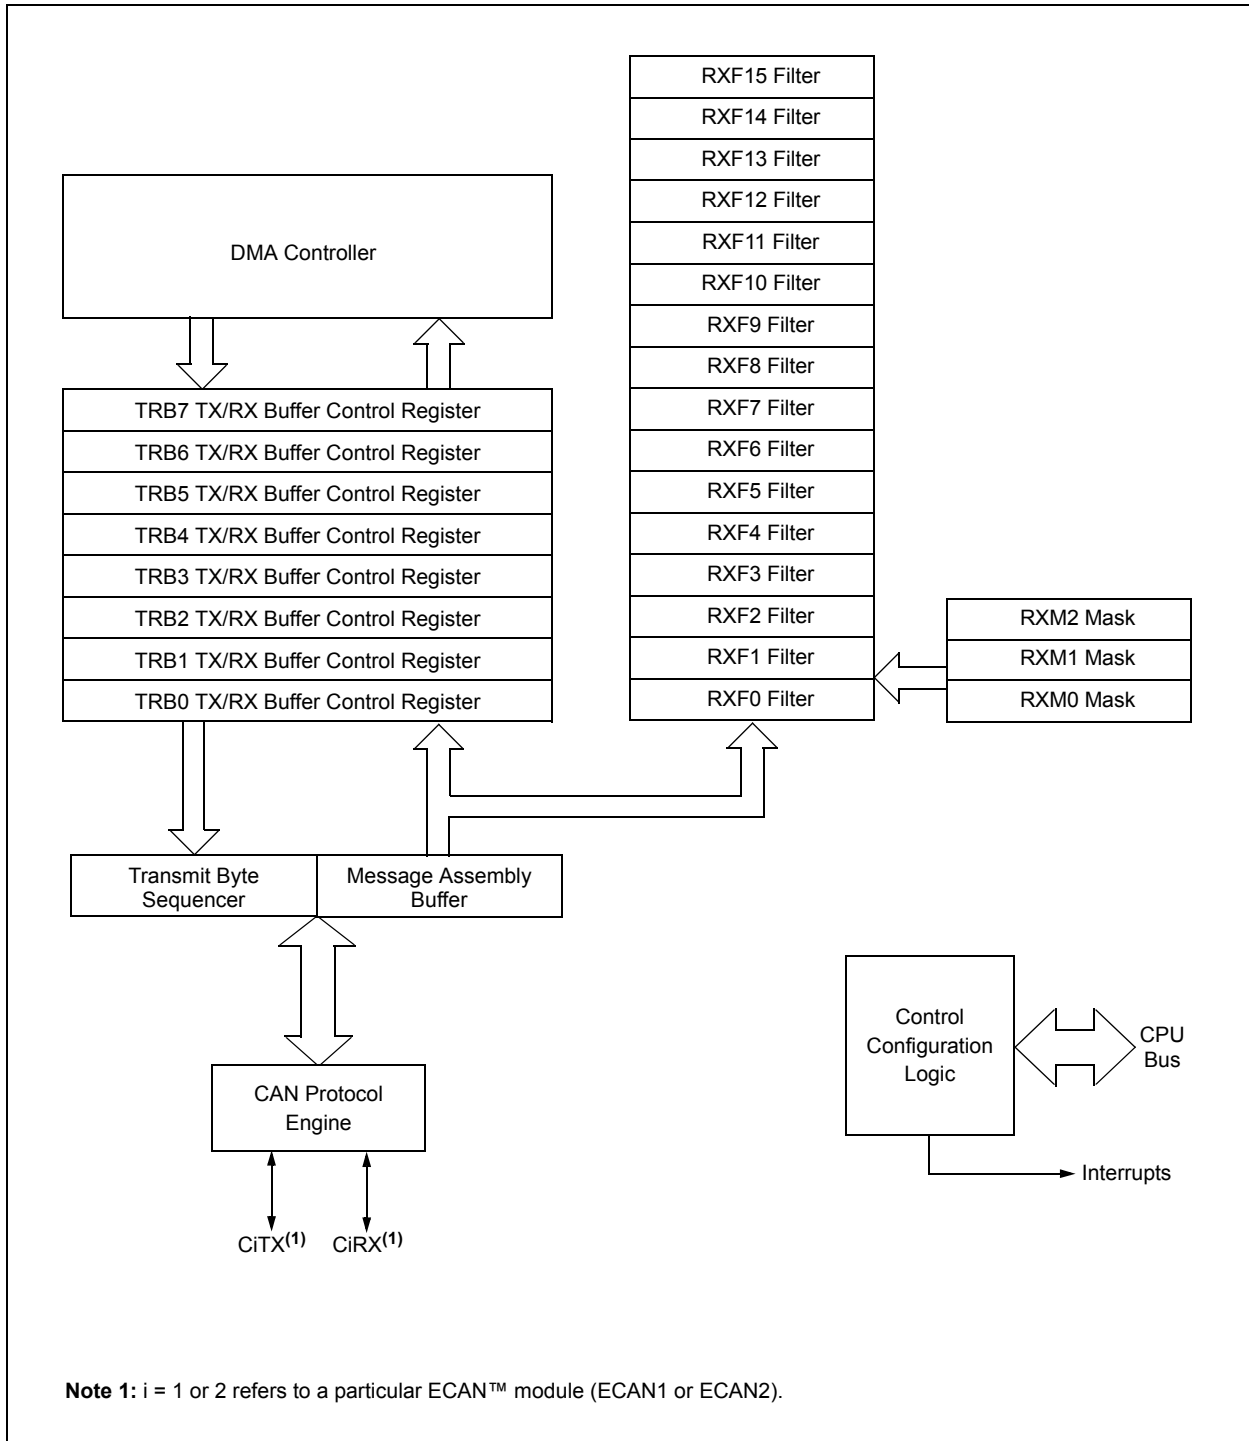 DMA Controller
TRB7 TX/RX Buffer Control Register
TRB6 TX/RX Buffer Control Register
TRB5 TX/RX Buffer Control Register
TRB4 TX/RX Buffer Control Register
TRB3 TX/RX Buffer Control Register
TRB2 TX/RX Buffer Control Register
TRB1 TX/RX Buffer Control Register
TRB0 TX/RX Buffer Control Register
RXF15 Filter
RXF14 Filter
RXF13 Filter
RXF12 Filter
RXF11 Filter
RXF10 Filter
RXF9 Filter
RXF8 Filter
RXF7 Filter
RXF6 Filter
RXF5 Filter
RXF4 Filter
RXF3 Filter
RXF2 Filter
RXF1 Filter
RXF0 Filter
RXM2 Mask
RXM1 Mask
RXM0 Mask
Transmit Byte
Sequencer
Message Assembly
Buffer
CAN Protocol
Engine
CiTX(1)
CiRX(1)
Control
Configuration
Logic
CPU
Bus
Interrupts
Note 1: i = 1 or 2 refers to a particular ECAN™ module (ECAN1 or ECAN2).